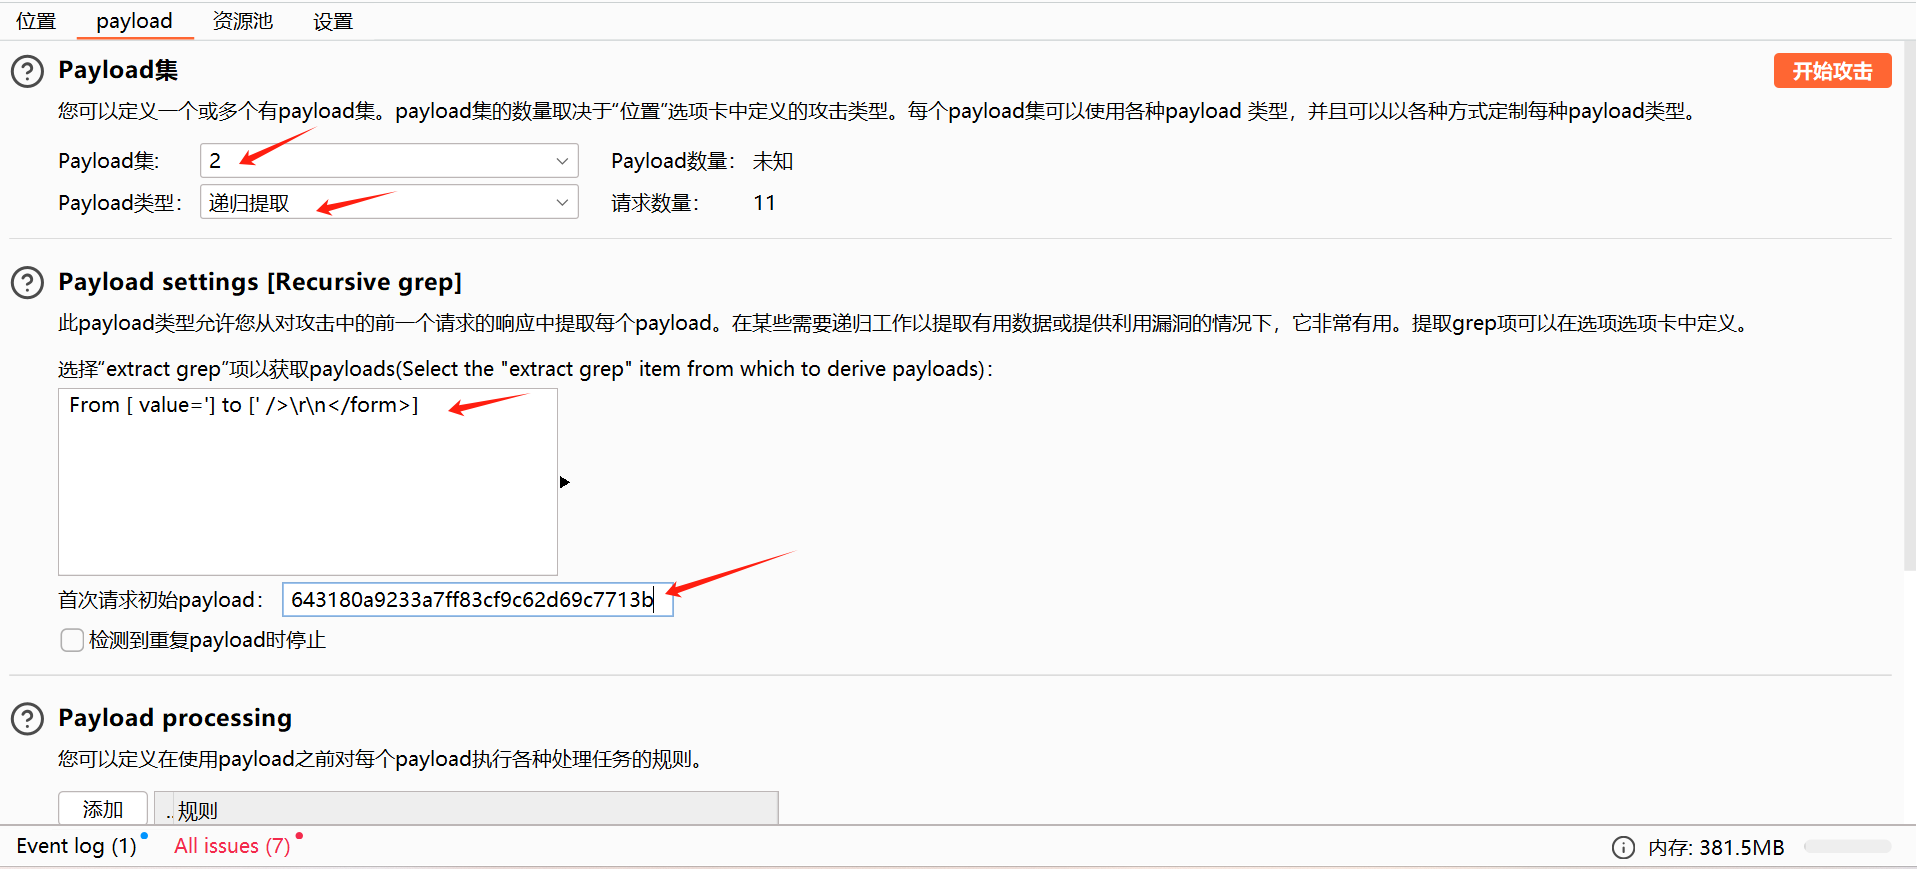 位置 payload 资源池 设置
Payload集
开始攻击
您可以定义一个或多个有payload集。payload集的数量取决于“位置”选项卡中定义的攻击类型。每个payload集可以使用各种payload 类型，并且可以以各种方式定制每种payload类型。
Payload集: 2 Payload数量： 未知
Payload类型： 递归提取 请求数量： 11
Payload settings [Recursive grep]
此payload类型允许您从对攻击中的前一个请求的响应中提取每个payload。在某些需要递归工作以提取有用数据或提供利用漏洞的情况下，它非常有用。提取grep项可以在选项选项卡中定义。
选择“extract grep”项以获取payloads(Select the "extract grep" item from which to derive payloads)：
From [ value='] to [' />\r\n</form>]
首次请求初始payload： 643180a9233a7ff83cf9c62d69c7713b
检测到重复payload时停止
Payload processing
您可以定义在使用payload之前对每个payload执行各种处理任务的规则。
添加 .. 规则
Event log (1) All issues (7) 内存: 381.5MB